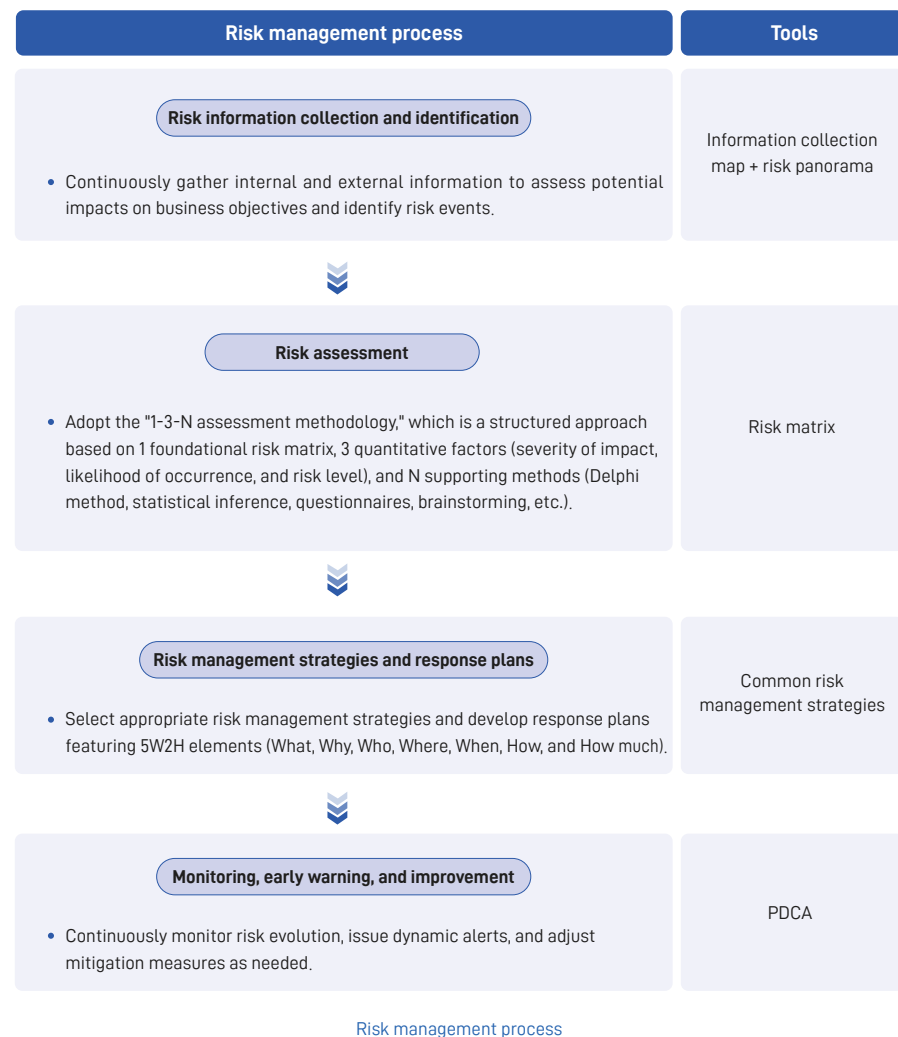 Risk management process
Tools
Risk information collection and identification
• Continuously gather internal and external information to assess potential
impacts on business objectives and identify risk events.
Information collection
map + risk panorama
Risk assessment
• Adopt the "1-3-N assessment methodology," which is a structured approach
based on 1 foundational risk matrix, 3 quantitative factors (severity of impact,
likelihood of occurrence, and risk level), and N supporting methods (Delphi
method, statistical inference, questionnaires, brainstorming, etc.).
Risk matrix
Risk management strategies and response plans
• Select appropriate risk management strategies and develop response plans
featuring 5W2H elements (What, Why, Who, Where, When, How, and How much).
Common risk
management strategies
Monitoring, early warning, and improvement
• Continuously monitor risk evolution, issue dynamic alerts, and adjust
mitigation measures as needed.
PDCA
Risk management process